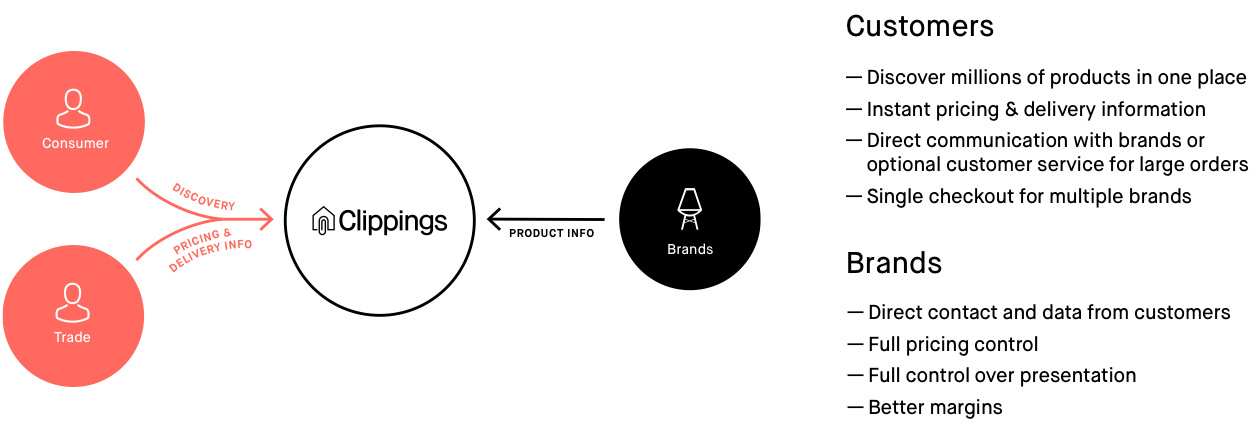 Consumer
DISCOVERY
PRICING &
DELIVERY INFO
Trade
Clippings
PRODUCT INFO
Brands
Customers
— Discover millions of products in one place
— Instant pricing & delivery information
— Direct communication with brands or
optional customer service for large orders
— Single checkout for multiple brands
Brands
— Direct contact and data from customers
— Full pricing control
— Full control over presentation
— Better margins